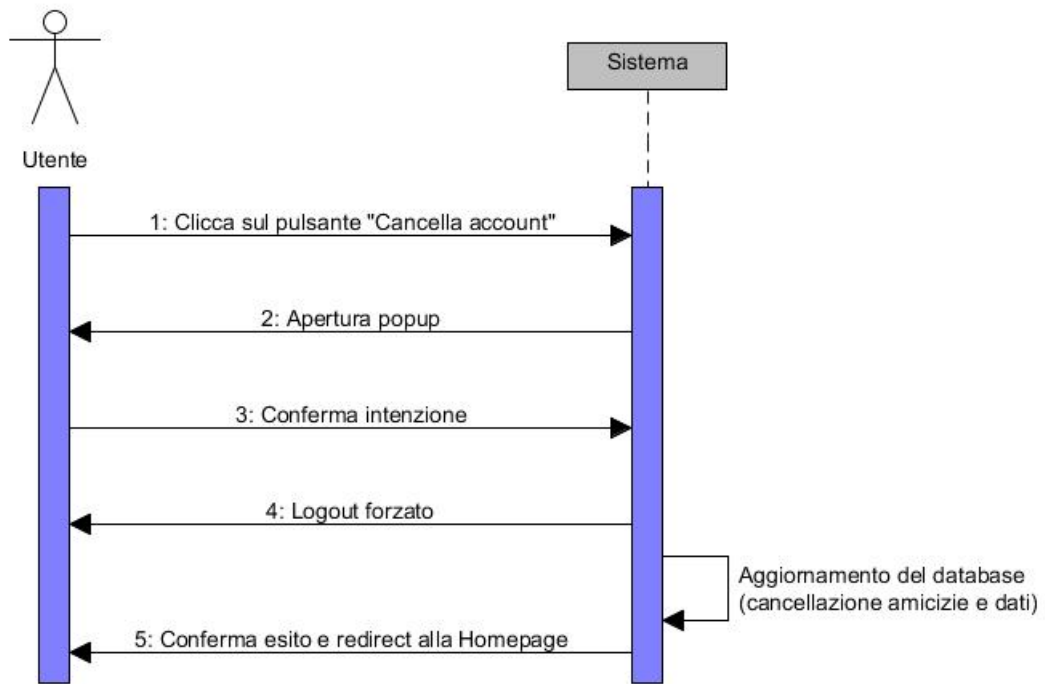 Sistema
Utente
1: Clicca sul pulsante "Cancella account"
2: Apertura popup
3: Conferma intenzione
4: Logout forzato
Aggiornamento del database
(cancellazione amicizie e dati)
5: Conferma esito e redirect alla Homepage